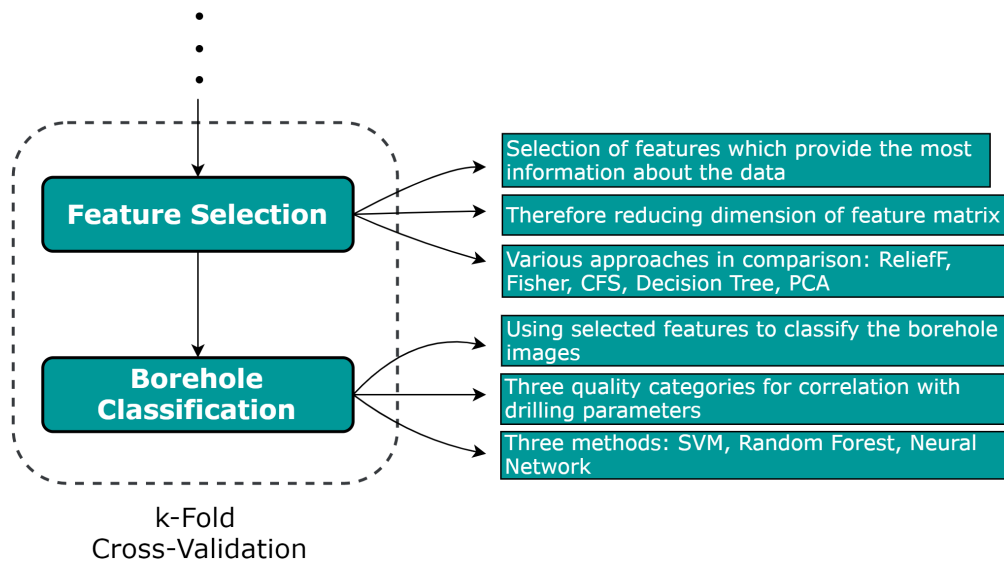 Feature Selection
Selection of features which provide the most
information about the data
Therefore reducing dimension of feature matrix
Various approaches in comparison: ReliefF,
Fisher, CFS, Decision Tree, PCA
Borehole
Classification
Using selected features to classify the borehole
images
Three quality categories for correlation with
drilling parameters
Three methods: SVM, Random Forest, Neural
Network
k-Fold
Cross-Validation